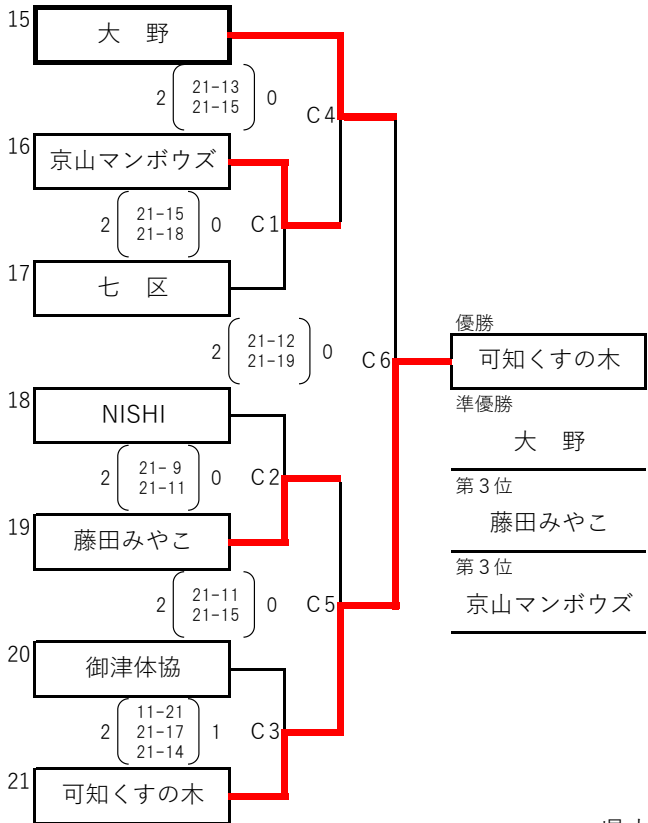 15
大　野
2
21-13
21-15
0
C4
16
京山マンボウズ
2
21-15
21-18
0
C1
17
七　区
2
21-12
21-19
0
C6
18
NISHI
2
21- 9
21-11
0
C2
19
藤田みやこ
2
21-11
21-15
0
C5
20
御津体協
2
11-21
21-17
21-14
1
C3
21
可知くすの木
優勝
可知くすの木
準優勝
大　野
第３位
藤田みやこ
第３位
京山マンボウズ